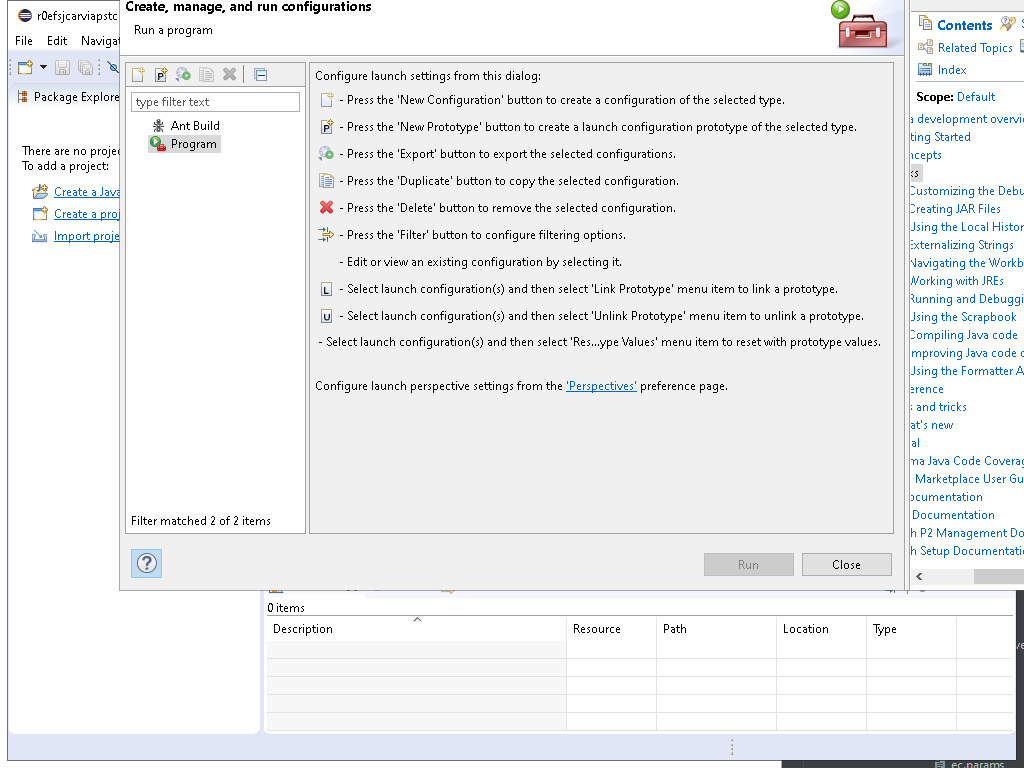 r0efsjcarviapstc
File Edit Navigat
Package Explore
There are no projec
To add a project:
Create a Java
Create a proj
Import proje
Create, manage, and run configurations
Run a program
type filter text
Ant Build
Program
Filter matched 2 of 2 items
Configure launch settings from this dialog:
- Press the 'New Configuration' button to create a configuration of the selected type.
- Press the 'New Prototype' button to create a launch configuration prototype of the selected type.
- Press the 'Export' button to export the selected configurations.
- Press the 'Duplicate' button to copy the selected configuration.
- Press the 'Delete' button to remove the selected configuration.
- Press the 'Filter' button to configure filtering options.
- Edit or view an existing configuration by selecting it.
L - Select launch configuration(s) and then select 'Link Prototype' menu item to link a prototype.
U - Select launch configuration(s) and then select 'Unlink Prototype' menu item to unlink a prototype.
- Select launch configuration(s) and then select 'Res...ype Values' menu item to reset with prototype values.
Configure launch perspective settings from the 'Perspectives' preference page.
Run Close
Contents
Related Topics
Index
Scope: Default
a development overvi
ting Started
ncepts
ks
Customizing the Debu
Creating JAR Files
Using the Local Histor
Externalizing Strings
Navigating the Workb
Working with JREs
Running and Debuggi
Using the Scrapbook
Compiling Java code
mproving Java code
Using the Formatter A
erence
s and tricks
at's new
al
ma Java Code Coverag
Marketplace User Gu
ocumentation
Documentation
h P2 Management Do
h Setup Documentati
0 items
Description Resource Path Location Type
ec.params